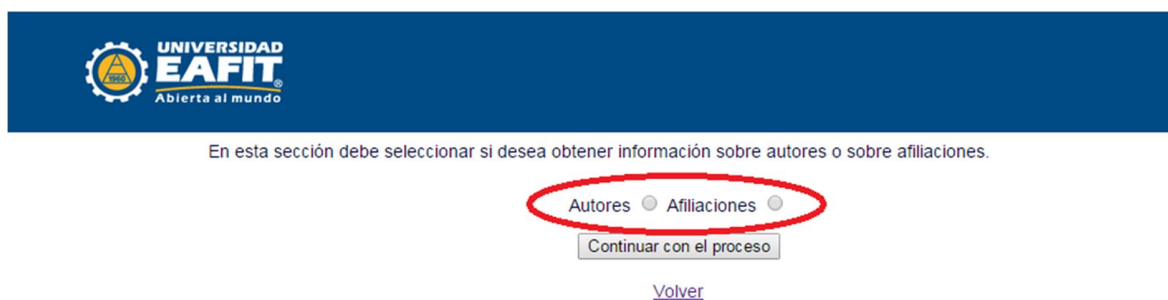 UNIVERSIDAD
EAFIT®
Abierta al mundo
1960
En esta sección debe seleccionar si desea obtener información sobre autores o sobre afiliaciones.
Autores Afiliaciones
Continuar con el proceso
Volver